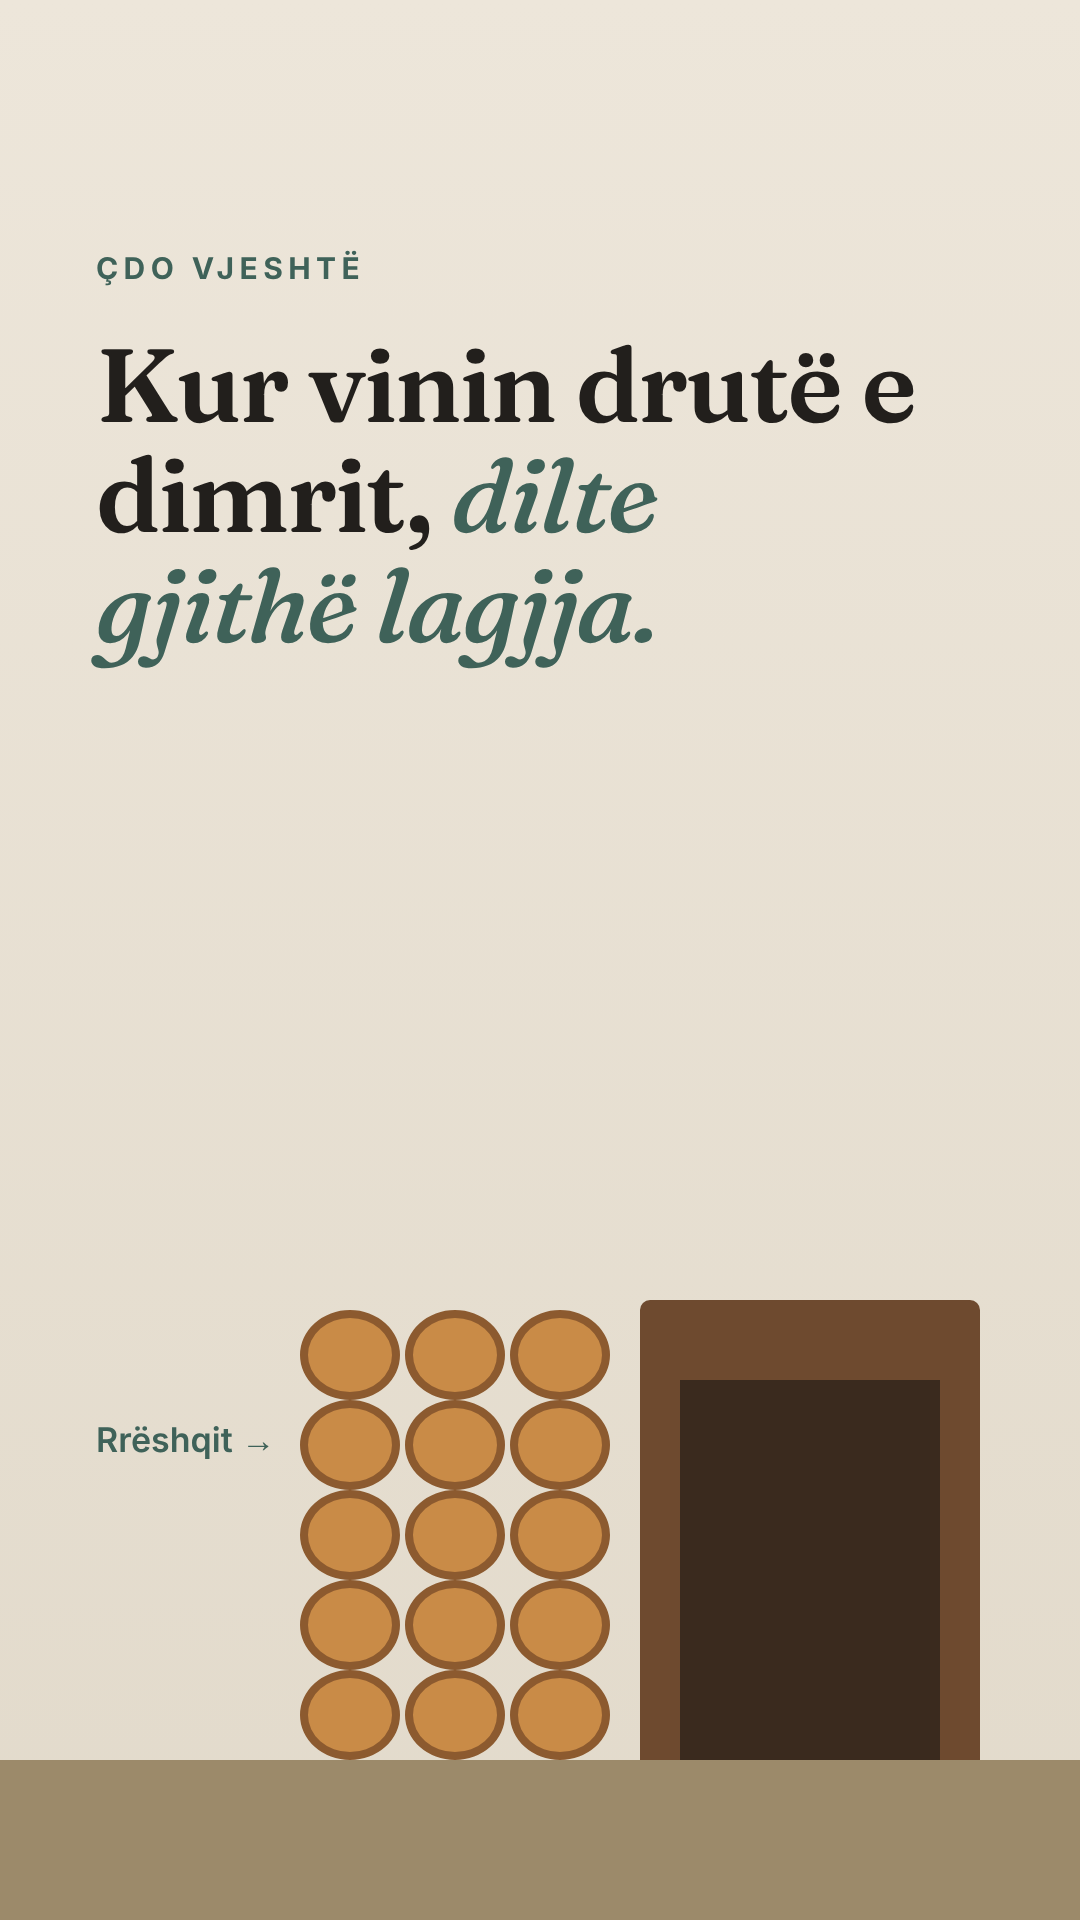 ÇDO VJESHTË
Kur vinin drutë e
dimrit, dilte
gjithë lagjja.
Rrëshqit →